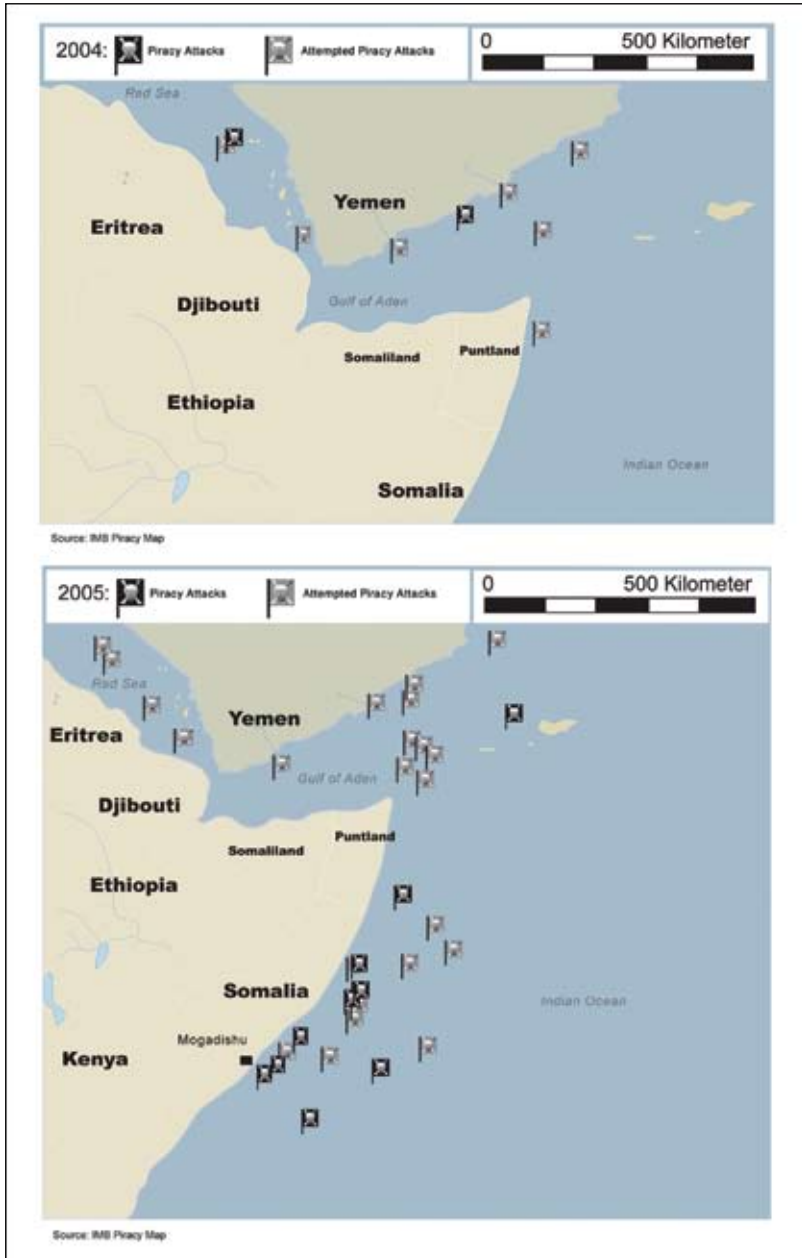 2004: Piracy Attacks Attempted Piracy Attacks 0 500 Kilometer
Red Sea
Yemen
Eritrea
Djibouti
Gulf of Aden
Somaliland
Puntland
Ethiopia
Indian Ocean
Somalia
Source: IMB Piracy Map
2005: Piracy Attacks Attempted Piracy Attacks 0 500 Kilometer
Red Sea
Yemen
Eritrea
Gulf of Aden
Djibouti
Puntland
Somaliland
Ethiopia
Somalia
Indian Ocean
Mogadishu
Kenya
Source: IMB Piracy Map